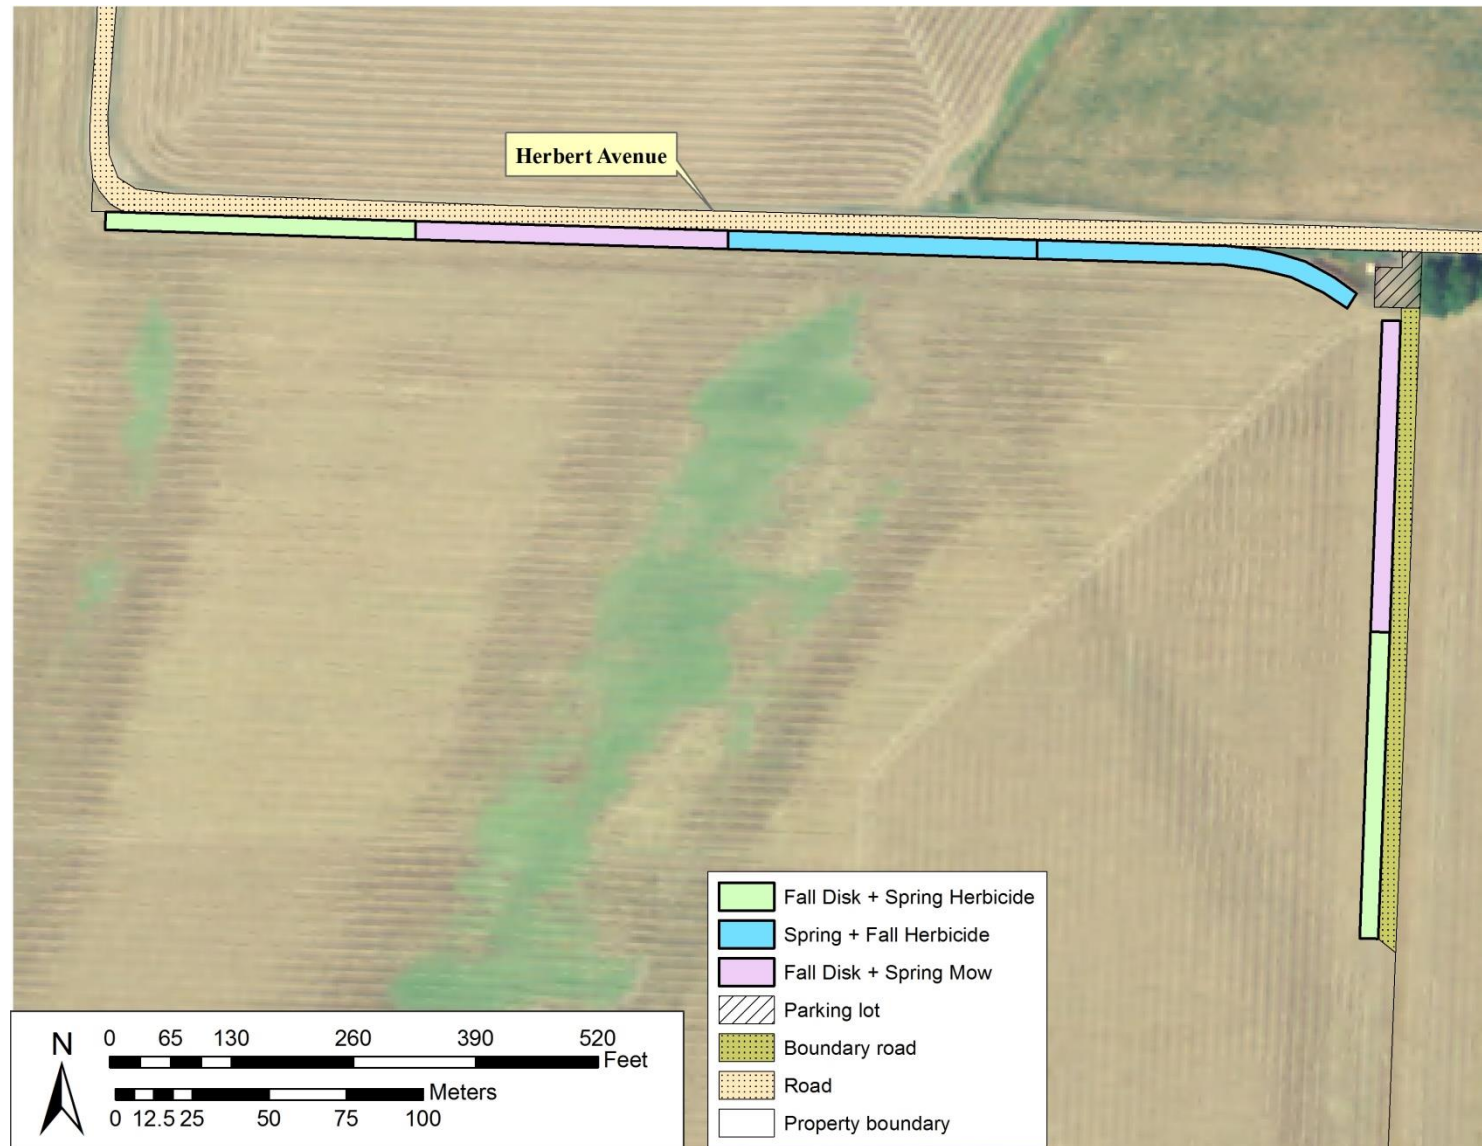 Herbert Avenue
Fall Disk + Spring Herbicide
Spring + Fall Herbicide
Fall Disk + Spring Mow
Parking lot
Boundary road
Road
Property boundary
N
0 65 130 260 390 520
Feet
Meters
0 12.5 25 50 75 100